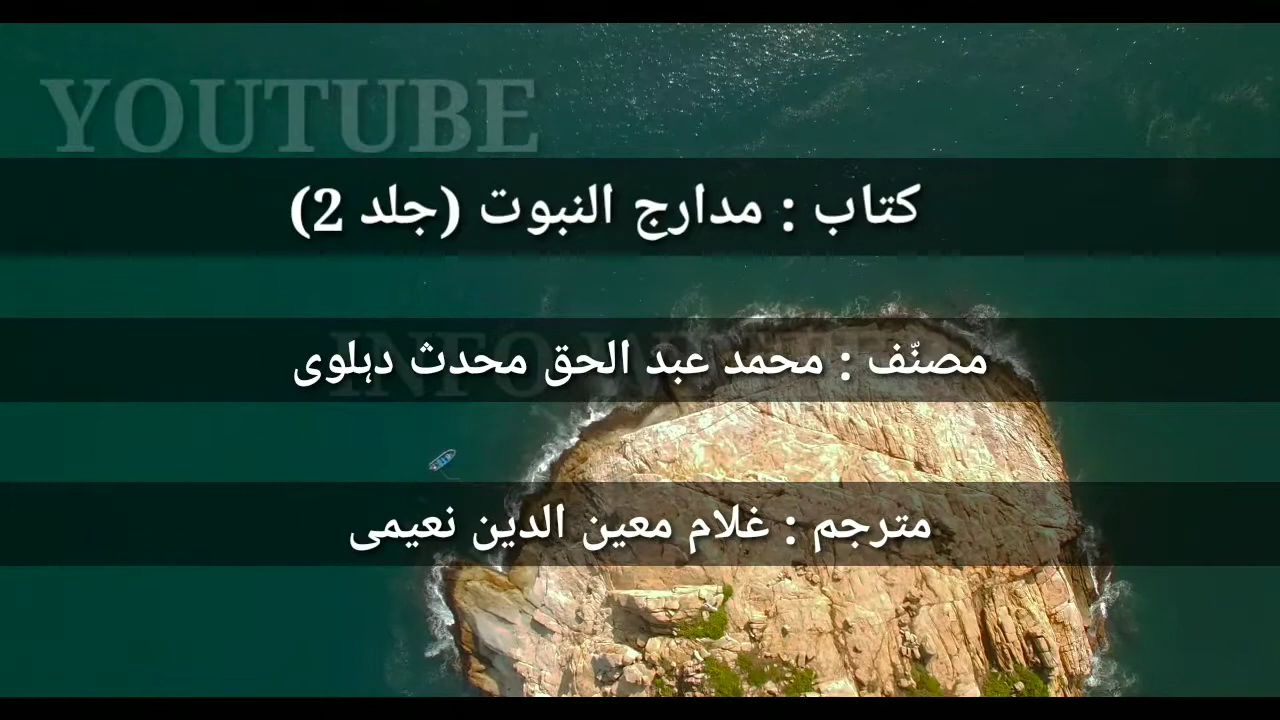 YOUTUBE
کتاب : مدارج النبوت (جلد 2)
مصنّف : محمد عبد الحق محدث دہلوی
مترجم : غلام معین الدین نعیمی